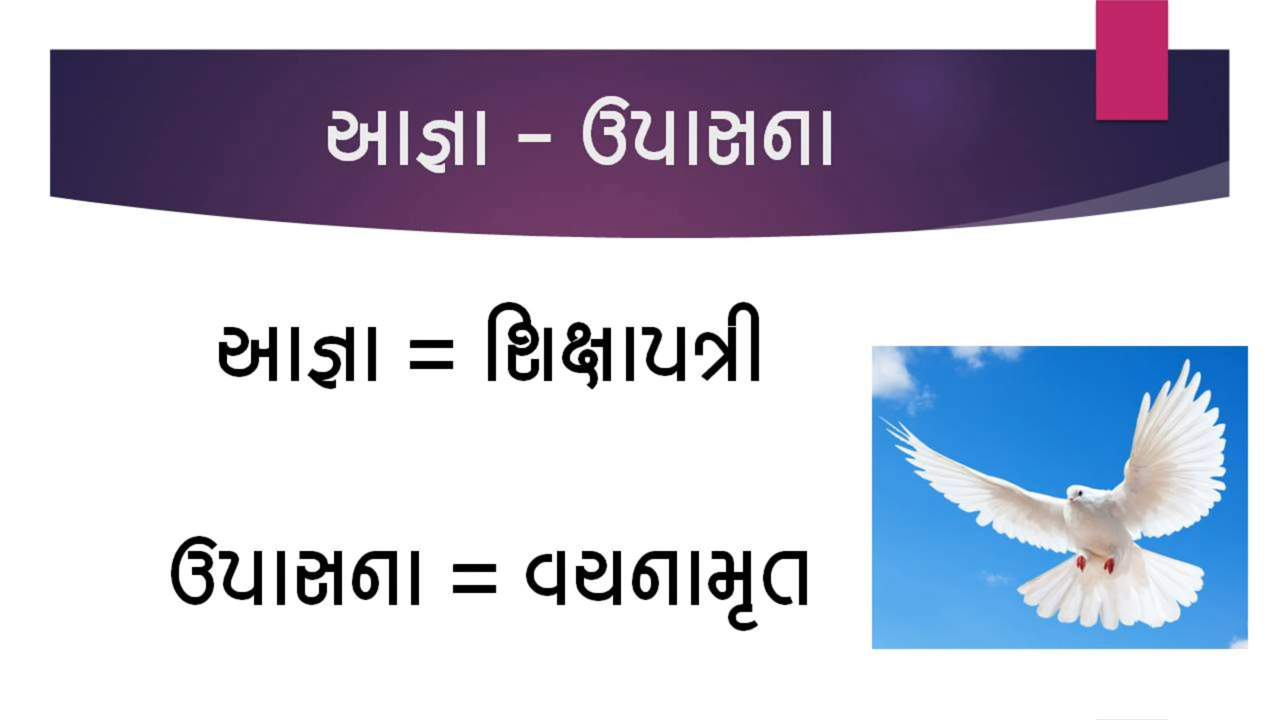 આજ્ઞા – ઉપાસના
આજ્ઞા = શિક્ષાપત્રી
ઉપાસના = વચનામૃત